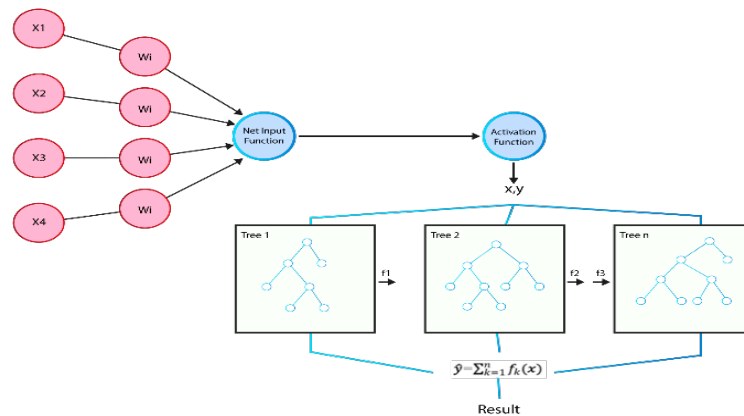 X1
Wi
X2
Wi
X3
Wi
X4
Wi
Net Input
Function
Activation
Function
x,y
Tree 1
f1
Tree 2
f2
f3
Tree n
ŷ=∑ⁿₖ₌₁ fₖ(x)
Result